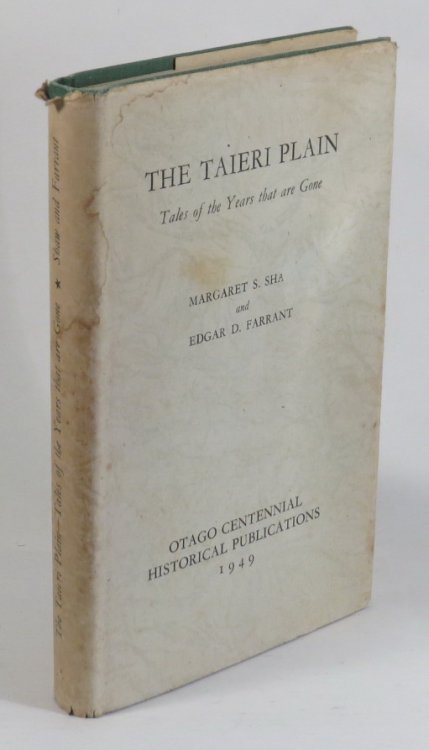 THE TAIERI PLAIN
Tales of the Years that are Gone
MARGARET S. SHA
and
EDGAR D. FARRANT
OTAGO CENTENNIAL
HISTORICAL PUBLICATIONS
1949
The Taieri Plain—Tales of the Years that are Gone ★ Shaw and Farrant